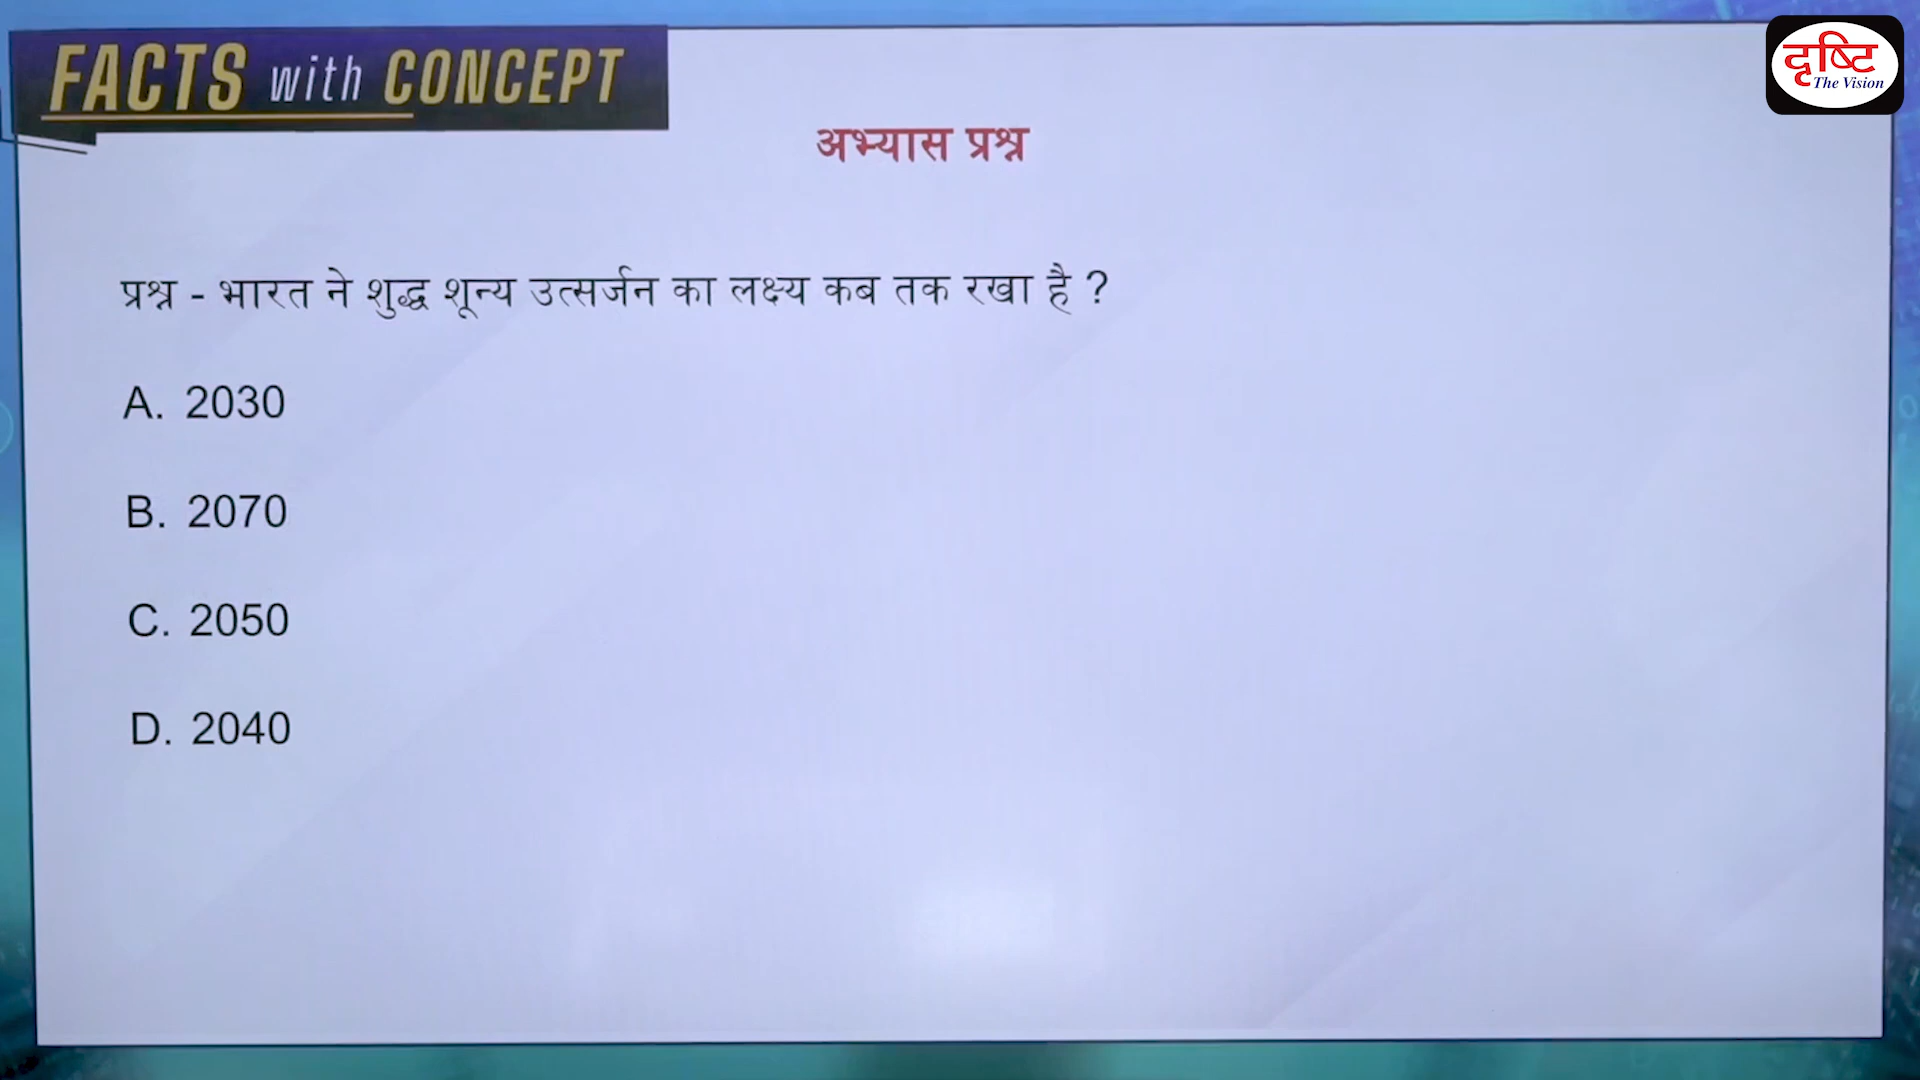 FACTS with CONCEPT
दृष्टि
The Vision
अभ्यास प्रश्न
प्रश्न - भारत ने शुद्ध शून्य उत्सर्जन का लक्ष्य कब तक रखा है ?
A. 2030
B. 2070
C. 2050
D. 2040